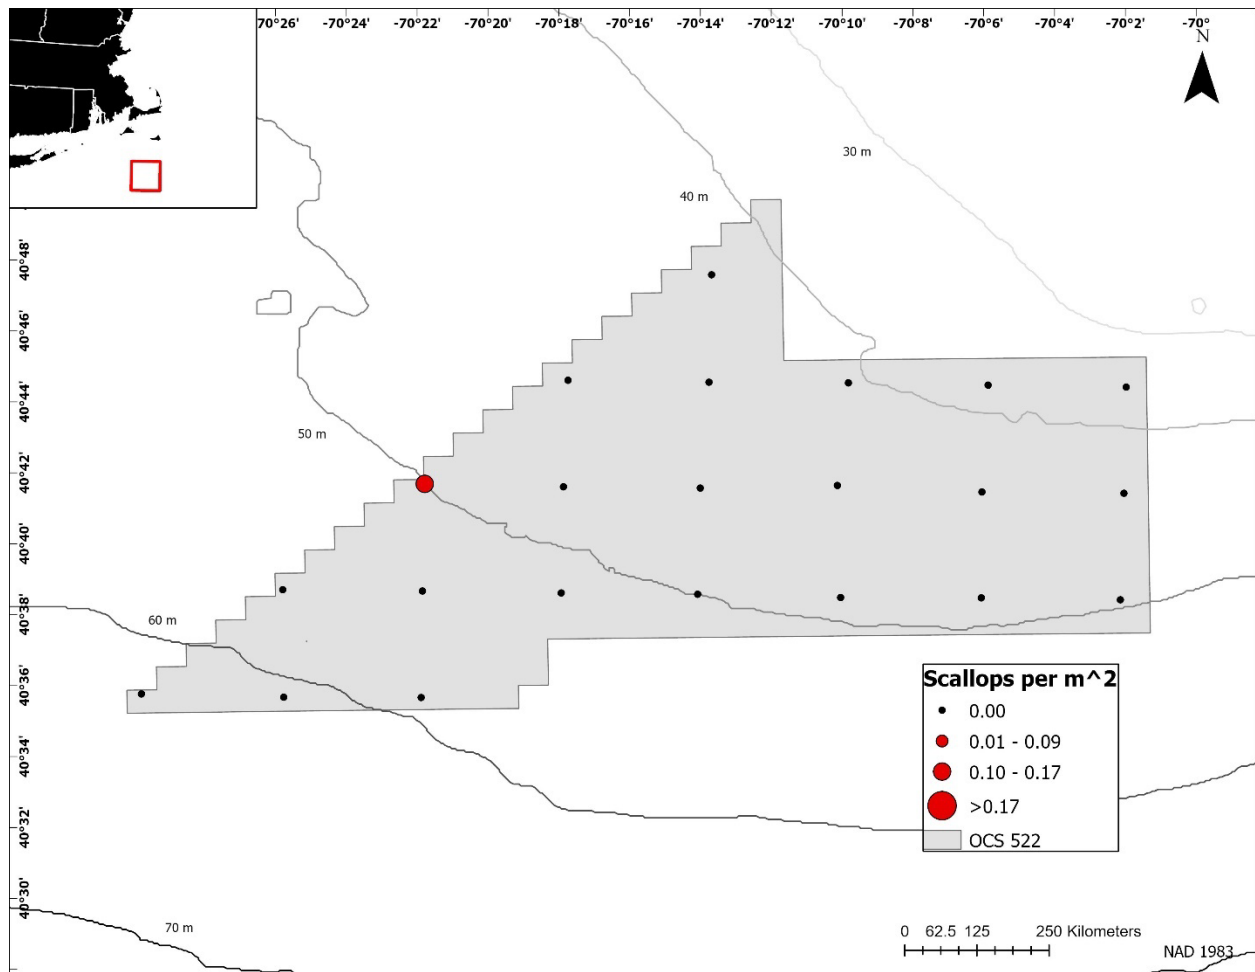 -70°26' -70°24' -70°22' -70°20' -70°18' -70°16' -70°14' -70°12' -70°10' -70°8' -70°6' -70°4' -70°2' -70°
N
30 m
40 m
40°48'
40°46'
40°44'
50 m
40°42'
40°40'
40°38'
60 m
40°36'
Scallops per m^2
0.00
0.01 - 0.09
0.10 - 0.17
>0.17
OCS 522
40°34'
40°32'
40°30'
70 m
0 62.5 125 250 Kilometers
NAD 1983